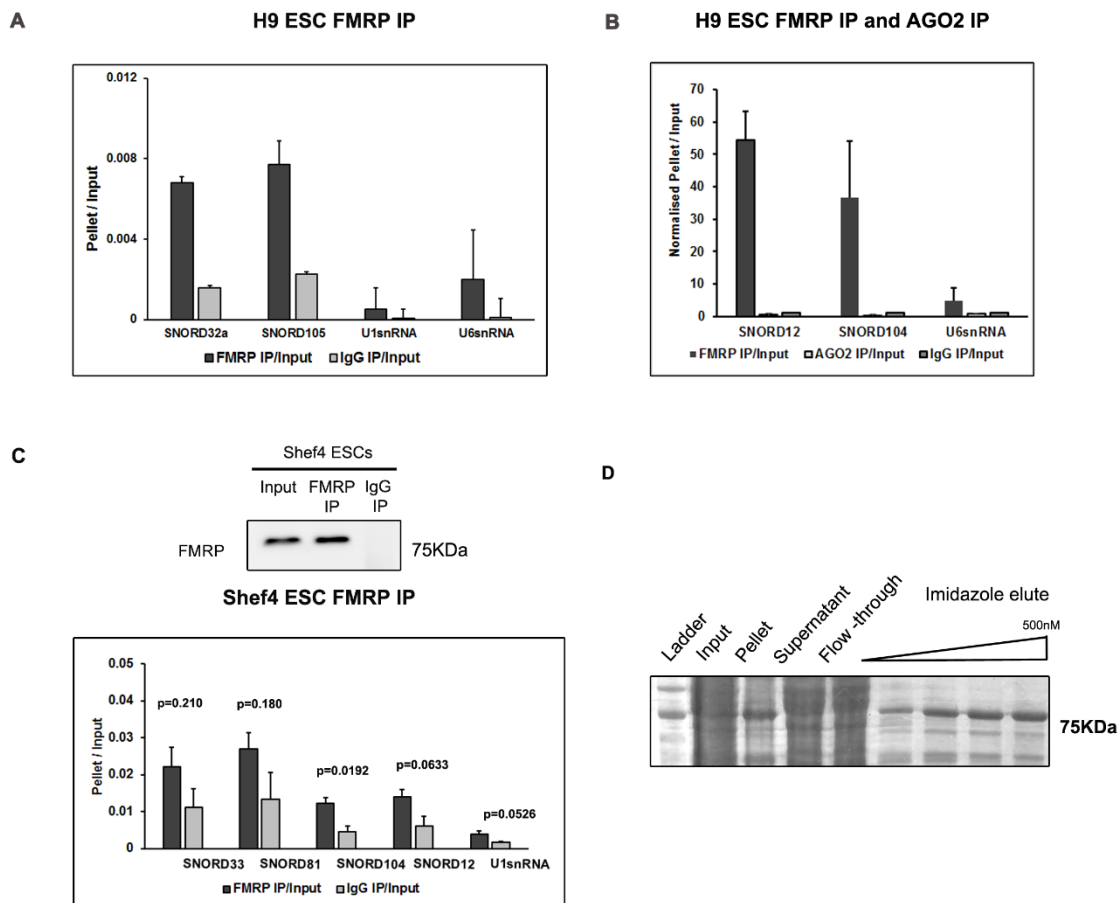 A
H9 ESC FMRP IP
0.012
0.008
0.004
0
Pellet / Input
SNORD32a SNORD105 U1snRNA U6snRNA
FMRP IP/Input IgG IP/Input
B
H9 ESC FMRP IP and AGO2 IP
70
60
50
40
30
20
10
0
Normalised Pellet / Input
SNORD12 SNORD104 U6snRNA
FMRP IP/Input AGO2 IP/Input IgG IP/Input
C
Shef4 ESCs
Input FMRP IgG
IP IP
FMRP 75KDa
Shef4 ESC FMRP IP
0.05
0.04
0.03
0.02
0.01
0
Pellet / Input
p=0.210 p=0.180 p=0.0192 p=0.0633 p=0.0526
SNORD33 SNORD81 SNORD104 SNORD12 U1snRNA
FMRP IP/Input IgG IP/Input
D
Ladder
Input
Pellet
Supernatant
Flow -through
Imidazole elute
500nM
75KDa